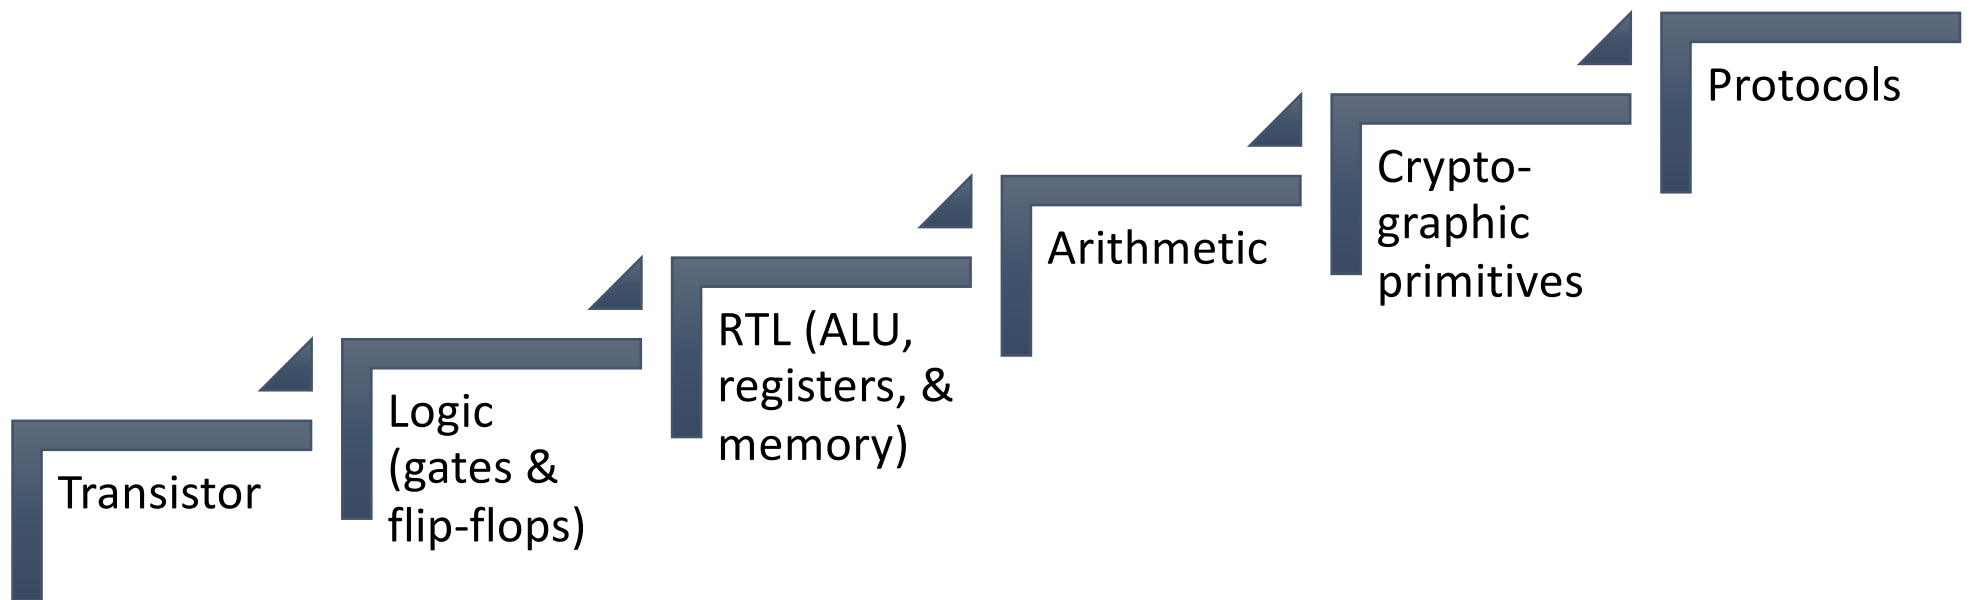 Transistor
Logic
(gates &
flip-flops)
RTL (ALU,
registers, &
memory)
Arithmetic
Crypto-
graphic
primitives
Protocols